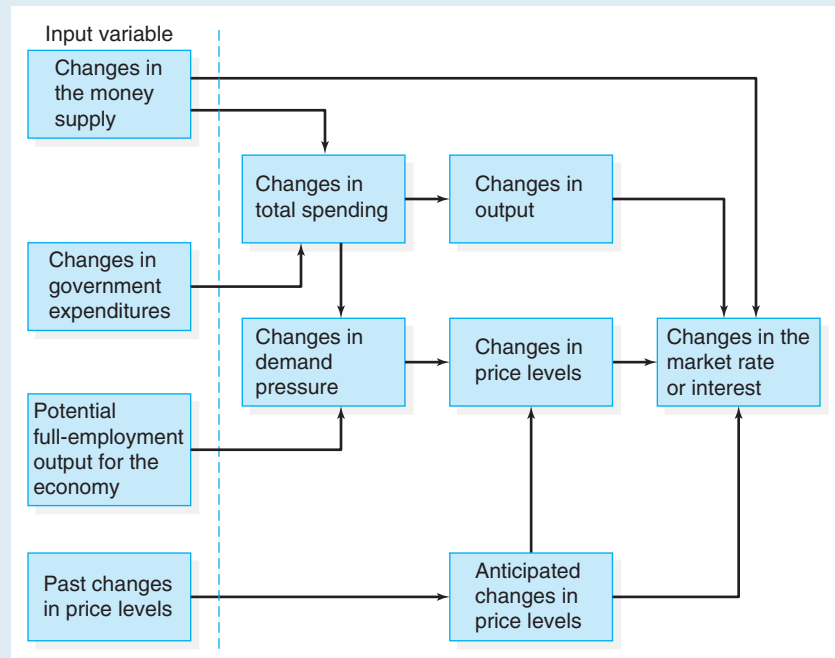 Input variable
Changes in
the money
supply
Changes in
total spending
Changes in
output
Changes in
government
expenditures
Changes in
demand
pressure
Changes in
price levels
Changes in the
market rate
or interest
Potential
full-employment
output for the
economy
Past changes
in price levels
Anticipated
changes in
price levels